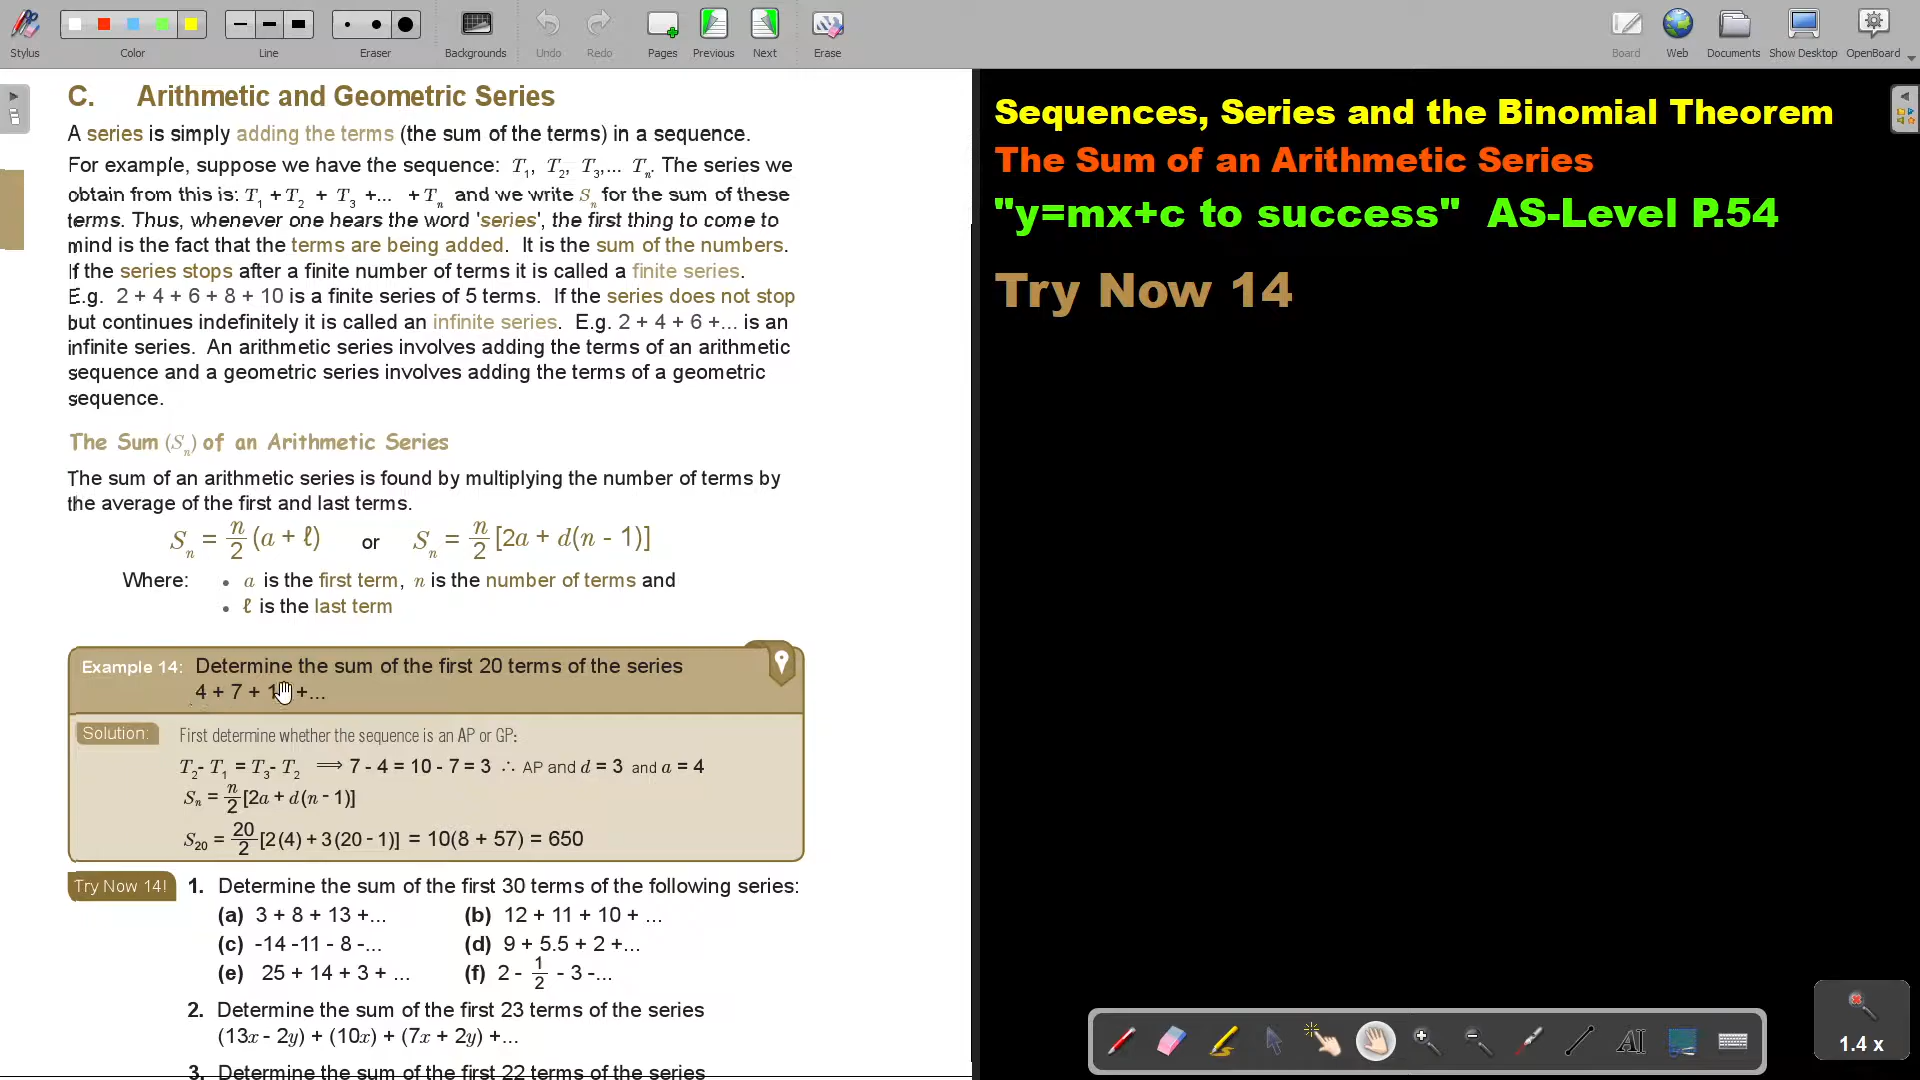 Stylus Color Line Eraser Backgrounds Undo Redo Pages Previous Next Erase Board Web Documents Show Desktop OpenBoard
C. Arithmetic and Geometric Series
A series is simply adding the terms (the sum of the terms) in a sequence.
For example, suppose we have the sequence: T₁, T₂, T₃,... Tₙ. The series we
obtain from this is: T₁ + T₂ + T₃ +... + Tₙ and we write Sₙ for the sum of these
terms. Thus, whenever one hears the word 'series', the first thing to come to
mind is the fact that the terms are being added. It is the sum of the numbers.
If the series stops after a finite number of terms it is called a finite series.
E.g. 2 + 4 + 6 + 8 + 10 is a finite series of 5 terms. If the series does not stop
but continues indefinitely it is called an infinite series. E.g. 2 + 4 + 6 +... is an
infinite series. An arithmetic series involves adding the terms of an arithmetic
sequence and a geometric series involves adding the terms of a geometric
sequence.
The Sum (Sₙ) of an Arithmetic Series
The sum of an arithmetic series is found by multiplying the number of terms by
the average of the first and last terms.
Sₙ = n/2 (a + ℓ) or Sₙ = n/2 [2a + d(n - 1)]
Where: • a is the first term, n is the number of terms and
• ℓ is the last term
Example 14: Determine the sum of the first 20 terms of the series
4 + 7 + 1 +...
Solution: First determine whether the sequence is an AP or GP:
T₂- T₁ = T₃- T₂ ⟹ 7 - 4 = 10 - 7 = 3 ∴ AP and d = 3 and a = 4
Sₙ = n/2 [2a + d(n - 1)]
S₂₀ = 20/2 [2(4) + 3(20 - 1)] = 10(8 + 57) = 650
Try Now 14! 1. Determine the sum of the first 30 terms of the following series:
(a) 3 + 8 + 13 +... (b) 12 + 11 + 10 + ...
(c) -14 -11 - 8 -... (d) 9 + 5.5 + 2 +...
(e) 25 + 14 + 3 + ... (f) 2 - 1/2 - 3 -...
2. Determine the sum of the first 23 terms of the series
(13x - 2y) + (10x) + (7x + 2y) +...
3. Determine the sum of the first 22 terms of the series
Sequences, Series and the Binomial Theorem
The Sum of an Arithmetic Series
"y=mx+c to success" AS-Level P.54
Try Now 14
1.4 x